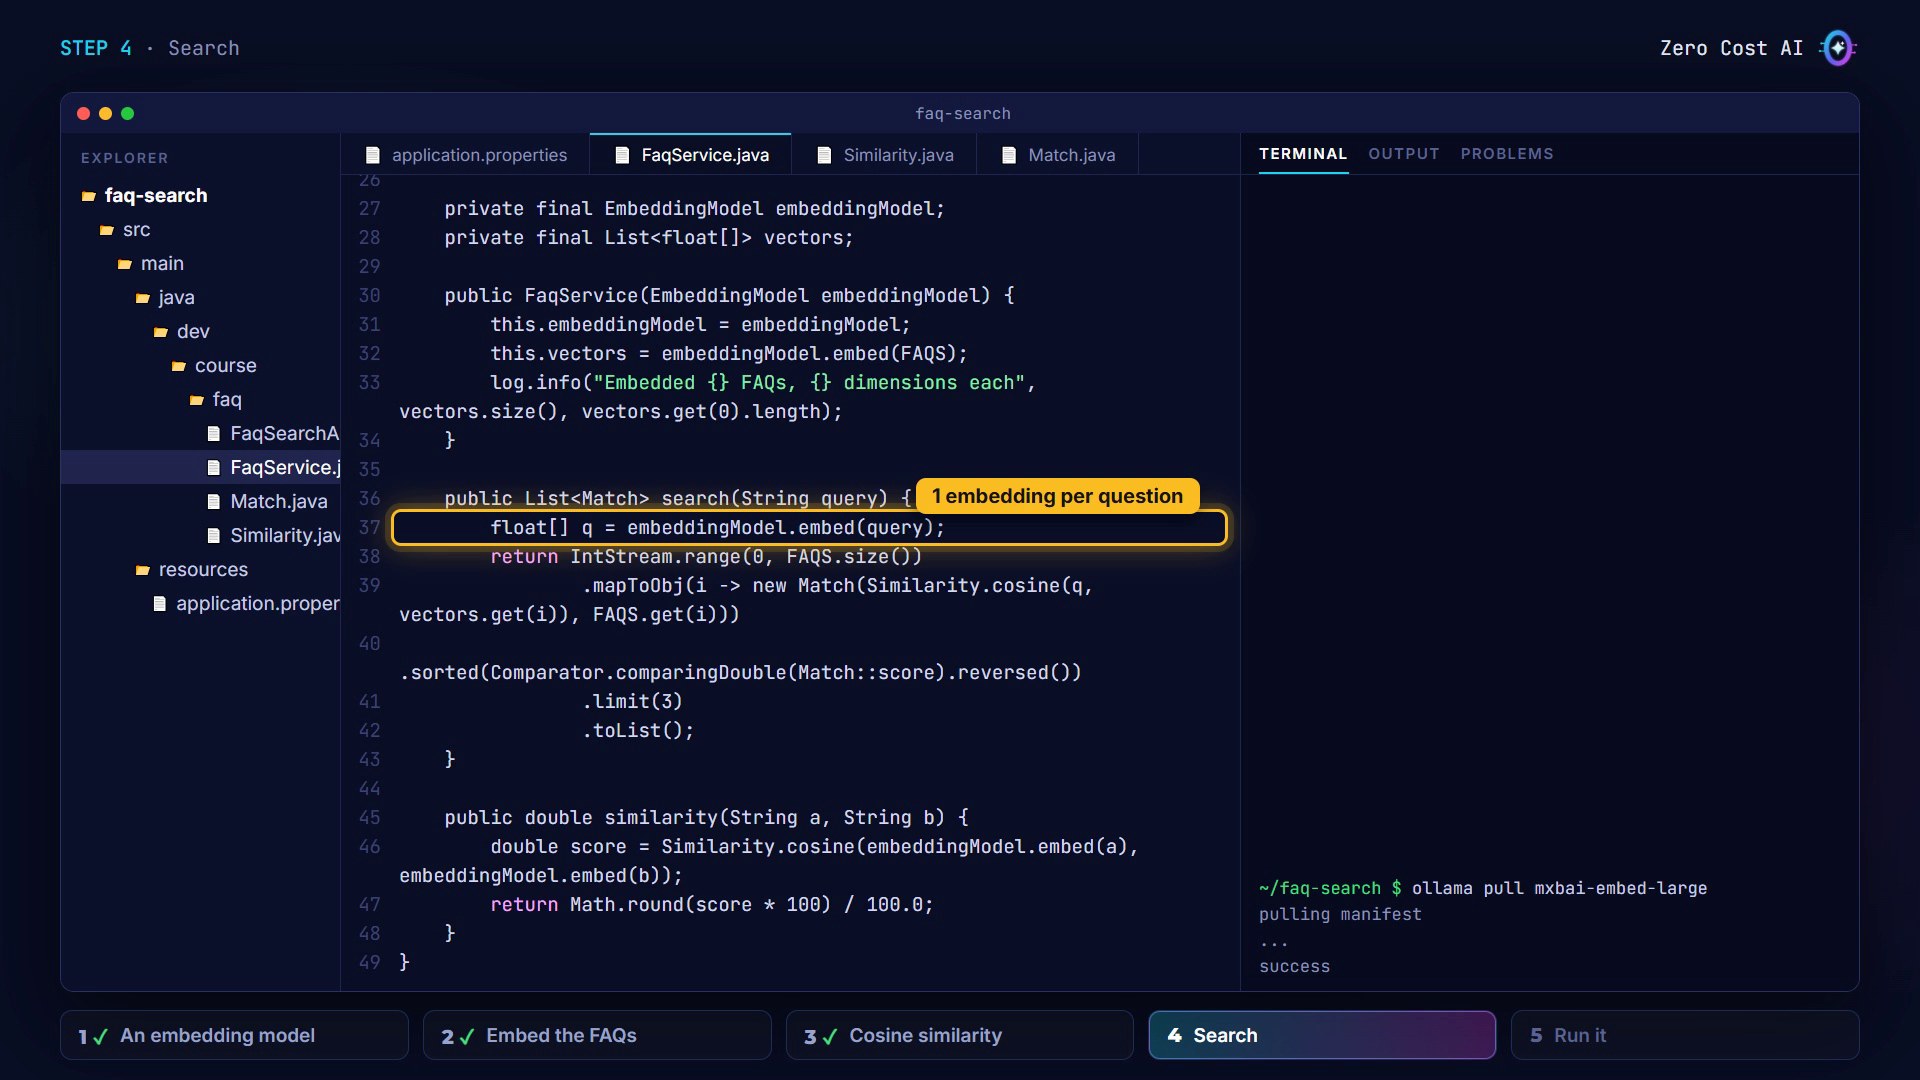 STEP 4 · Search
Zero Cost AI
faq-search
EXPLORER
faq-search
src
main
java
dev
course
faq
FaqSearchA
FaqService.j
Match.java
Similarity.jav
resources
application.proper
application.properties
FaqService.java
Similarity.java
Match.java
26
27 private final EmbeddingModel embeddingModel;
28 private final List<float[]> vectors;
29
30 public FaqService(EmbeddingModel embeddingModel) {
31 this.embeddingModel = embeddingModel;
32 this.vectors = embeddingModel.embed(FAQS);
33 log.info("Embedded {} FAQs, {} dimensions each",
vectors.size(), vectors.get(0).length);
34 }
35
36 public List<Match> search(String query) {
1 embedding per question
37 float[] q = embeddingModel.embed(query);
38 return IntStream.range(0, FAQS.size())
39 .mapToObj(i -> new Match(Similarity.cosine(q,
vectors.get(i)), FAQS.get(i)))
40
.sorted(Comparator.comparingDouble(Match::score).reversed())
41 .limit(3)
42 .toList();
43 }
44
45 public double similarity(String a, String b) {
46 double score = Similarity.cosine(embeddingModel.embed(a),
embeddingModel.embed(b));
47 return Math.round(score * 100) / 100.0;
48 }
49 }
TERMINAL OUTPUT PROBLEMS
~/faq-search $ ollama pull mxbai-embed-large
pulling manifest
...
success
1 ✓ An embedding model
2 ✓ Embed the FAQs
3 ✓ Cosine similarity
4 Search
5 Run it